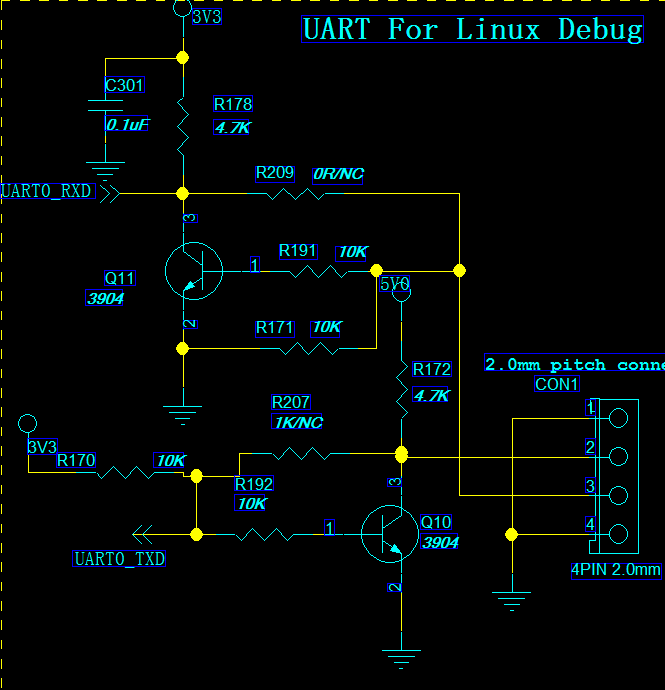 3V3
UART For Linux Debug
C301
0.1uF
R178
4.7K
R209
0R/NC
UART0_RXD
3
R191
10K
1
Q11
3904
5V0
2
R171
10K
R172
4.7K
2.0mm pitch conne
CON1
R207
1K/NC
1
3V3
R170
10K
2
R192
10K
3
3
1
Q10
3904
4
UART0_TXD
4PIN 2.0mm
2